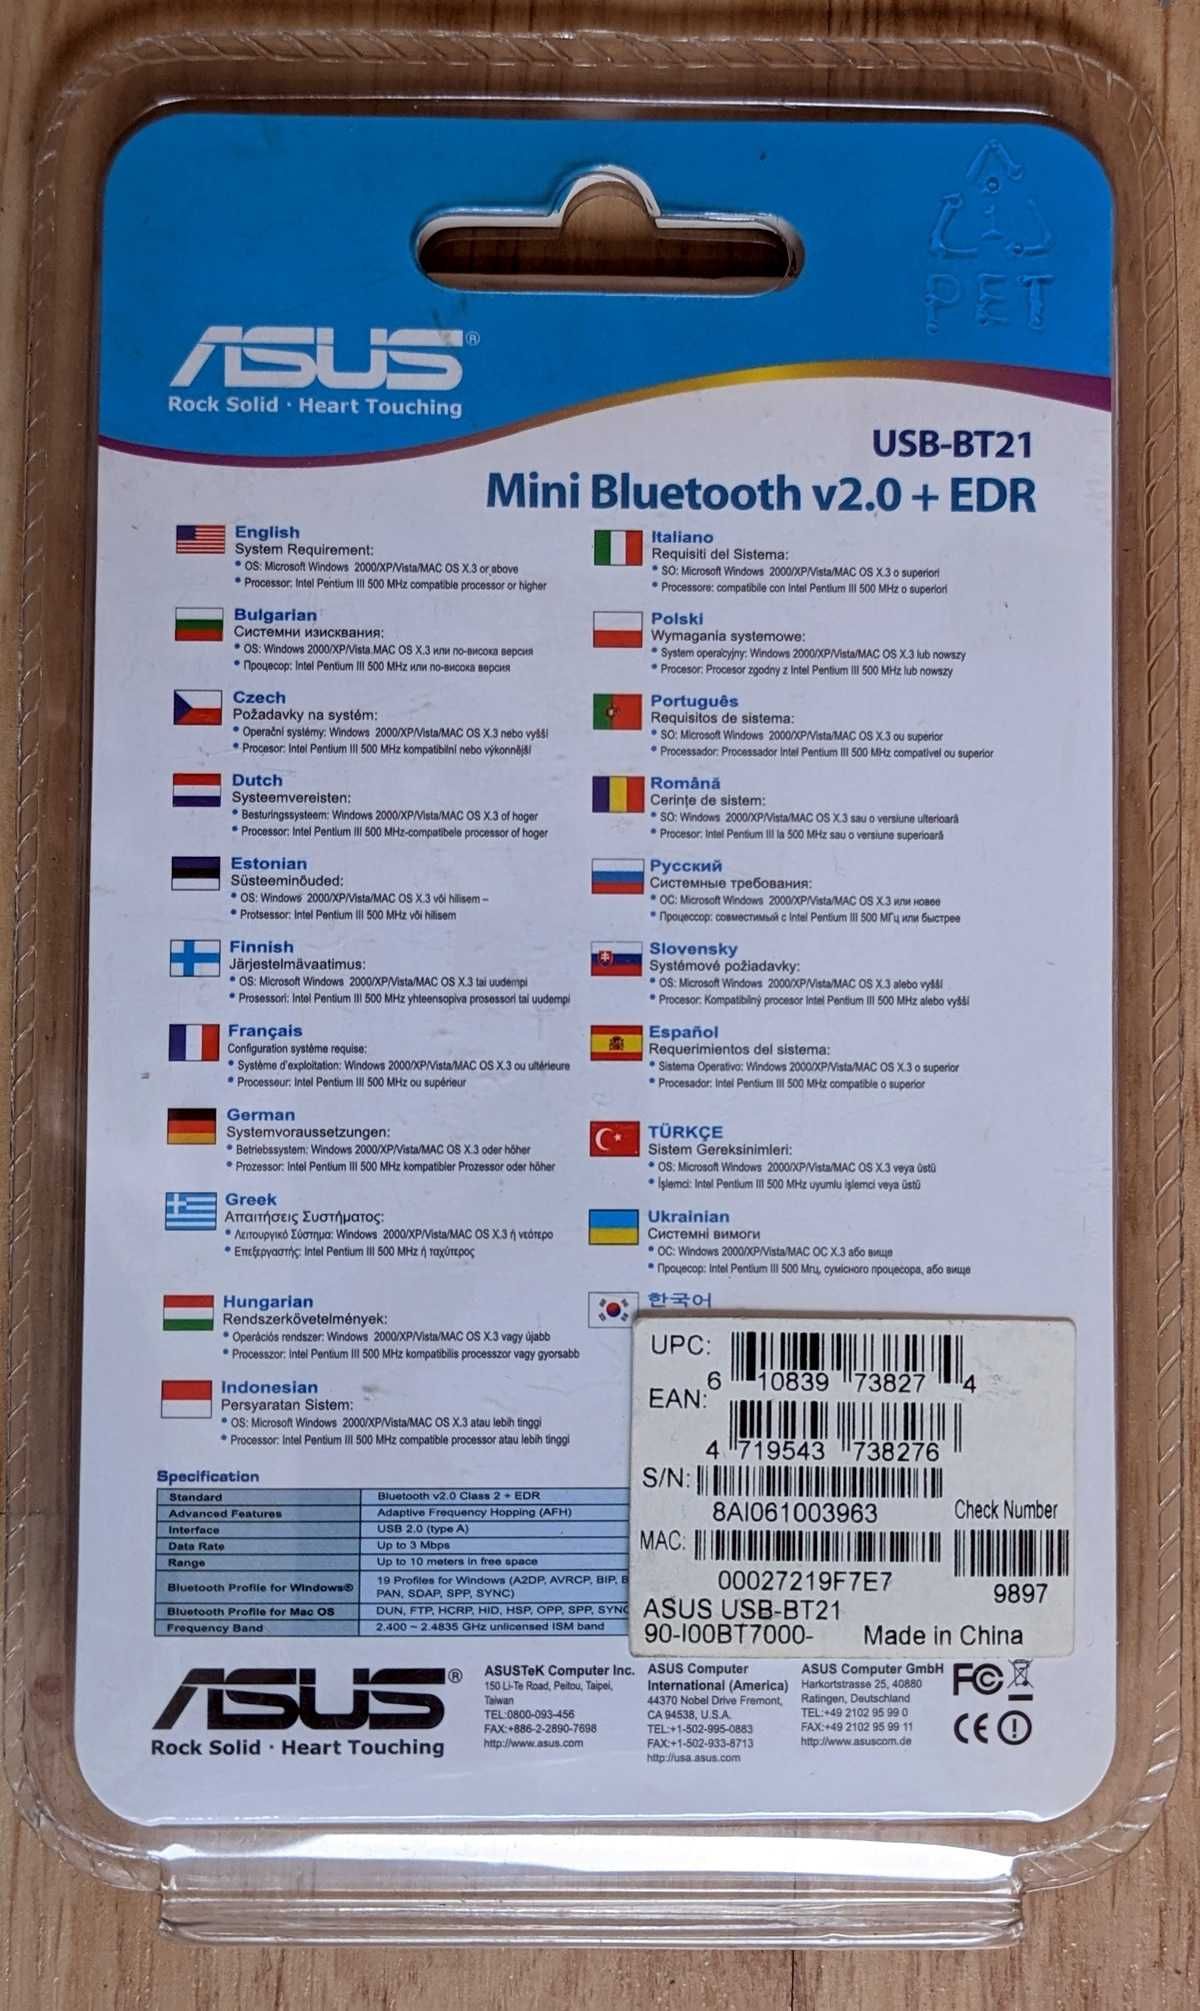 PET
ASUS®
Rock Solid · Heart Touching
USB-BT21
Mini Bluetooth v2.0 + EDR
English
System Requirement:
• OS: Microsoft Windows 2000/XP/Vista/MAC OS X.3 or above
• Processor: Intel Pentium III 500 MHz compatible processor or higher
Bulgarian
Системни изисквания:
• OS: Windows 2000/XP/Vista.MAC OS X.3 или по-висока версия
• Процесор: Intel Pentium III 500 MHz или по-висока версия
Czech
Požadavky na systém:
• Operační systémy: Windows 2000/XP/Vista/MAC OS X.3 nebo vyšší
• Procesor: Intel Pentium III 500 MHz kompatibilní nebo výkonnější
Dutch
Systeemvereisten:
• Besturingssysteem: Windows 2000/XP/Vista/MAC OS X.3 of hoger
• Processor: Intel Pentium III 500 MHz-compatibele processor of hoger
Estonian
Süsteeminõuded:
• OS: Windows 2000/XP/Vista/MAC OS X.3 või hilisem –
• Protsessor: Intel Pentium III 500 MHz või hilisem
Finnish
Järjestelmävaatimus:
• OS: Microsoft Windows 2000/XP/Vista/MAC OS X.3 tai uudempi
• Prosessori: Intel Pentium III 500 MHz yhteensopiva prosessori tai uudempi
Français
Configuration système requise:
• Système d'exploitation: Windows 2000/XP/Vista/MAC OS X.3 ou ultérieure
• Processeur: Intel Pentium III 500 MHz ou supérieur
German
Systemvoraussetzungen:
• Betriebssystem: Windows 2000/XP/Vista/MAC OS X.3 oder höher
• Prozessor: Intel Pentium III 500 MHz kompatibler Prozessor oder höher
Greek
Απαιτήσεις Συστήματος:
• Λειτουργικό Σύστημα: Windows 2000/XP/Vista/MAC OS X.3 ή νεότερο
• Επεξεργαστής: Intel Pentium III 500 MHz ή ταχύτερος
Hungarian
Rendszerkövetelmények:
• Operációs rendszer: Windows 2000/XP/Vista/MAC OS X.3 vagy újabb
• Processzor: Intel Pentium III 500 MHz kompatibilis processzor vagy gyorsabb
Indonesian
Persyaratan Sistem:
• OS: Microsoft Windows 2000/XP/Vista/MAC OS X.3 atau lebih tinggi
• Processor: Intel Pentium III 500 MHz compatible processor atau lebih tinggi
Italiano
Requisiti del Sistema:
• SO: Microsoft Windows 2000/XP/Vista/MAC OS X.3 o superiori
• Processore: compatibile con Intel Pentium III 500 MHz o superiori
Polski
Wymagania systemowe:
• System operacyjny: Windows 2000/XP/Vista/MAC OS X.3 lub nowszy
• Procesor: Procesor zgodny z Intel Pentium III 500 MHz lub nowszy
Português
Requisitos de sistema:
• SO: Microsoft Windows 2000/XP/Vista/MAC OS X.3 ou superior
• Processador: Processador Intel Pentium III 500 MHz compatível ou superior
Română
Cerințe de sistem:
• SO: Windows 2000/XP/Vista/MAC OS X.3 sau o versiune ulterioară
• Procesor: Intel Pentium III la 500 MHz sau o versiune superioară
Русский
Системные требования:
• ОС: Microsoft Windows 2000/XP/Vista/MAC OS X.3 или новее
• Процессор: совместимый с Intel Pentium III 500 МГц или быстрее
Slovensky
Systémové požiadavky:
• OS: Microsoft Windows 2000/XP/Vista/MAC OS X.3 alebo vyšší
• Procesor: Kompatibilný procesor Intel Pentium III 500 MHz alebo vyšší
Español
Requerimientos del sistema:
• Sistema Operativo: Windows 2000/XP/Vista/MAC OS X.3 o superior
• Procesador: Intel Pentium III 500 MHz compatible o superior
TÜRKÇE
Sistem Gereksinimleri:
• OS: Microsoft Windows 2000/XP/Vista/MAC OS X.3 veya üstü
• İşlemci: Intel Pentium III 500 MHz uyumlu işlemci veya üstü
Ukrainian
Системні вимоги
• ОС: Windows 2000/XP/Vista/MAC ОС X.3 або вище
• Процесор: Intel Pentium III 500 Мгц, сумісного процесора, або вище
한국어
UPC:
6 10839 73827 4
EAN:
4 719543 738276
S/N:
8AI061003963
Check Number
MAC:
00027219F7E7
9897
ASUS USB-BT21
90-I00BT7000-
Made in China
Specification
Standard Bluetooth v2.0 Class 2 + EDR
Advanced Features Adaptive Frequency Hopping (AFH)
Interface USB 2.0 (type A)
Data Rate Up to 3 Mbps
Range Up to 10 meters in free space
Bluetooth Profile for Windows® 19 Profiles for Windows (A2DP, AVRCP, BIP,
PAN, SDAP, SPP, SYNC)
Bluetooth Profile for Mac OS DUN, FTP, HCRP, HID, HSP, OPP, SPP, SYNC
Frequency Band 2.400 ~ 2.4835 GHz unlicensed ISM band
ASUS®
Rock Solid · Heart Touching
ASUSTeK Computer Inc.
150 Li-Te Road, Peitou, Taipei,
Taiwan
TEL:0800-093-456
FAX:+886-2-2890-7698
http://www.asus.com
ASUS Computer
International (America)
44370 Nobel Drive Fremont,
CA 94538, U.S.A.
TEL:+1-502-995-0883
FAX:+1-502-933-8713
http://usa.asus.com
ASUS Computer GmbH
Harkortstrasse 25, 40880
Ratingen, Deutschland
TEL:+49 2102 95 99 0
FAX:+49 2102 95 99 11
http://www.asuscom.de
FC
CE